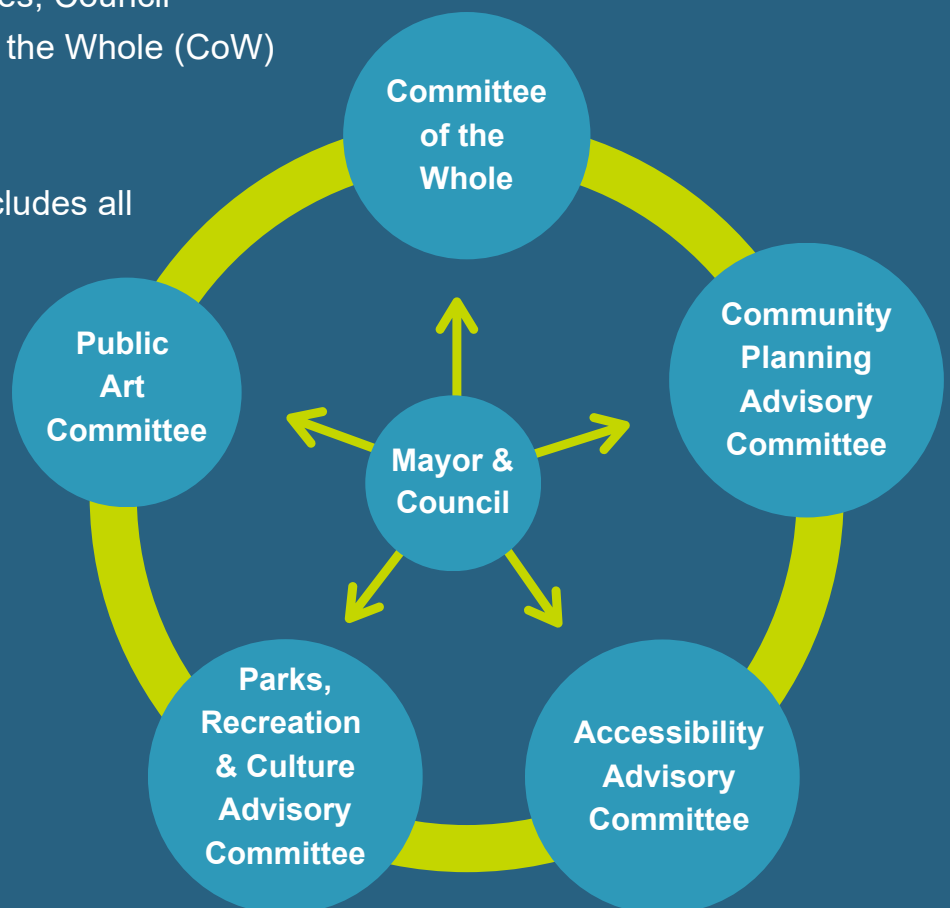 Council
the Whole (CoW)
all
Committee
of the
Whole
Community
Planning
Advisory
Committee
Public
Art
Committee
Mayor &
Council
Parks,
Recreation
& Culture
Advisory
Committee
Accessibility
Advisory
Committee